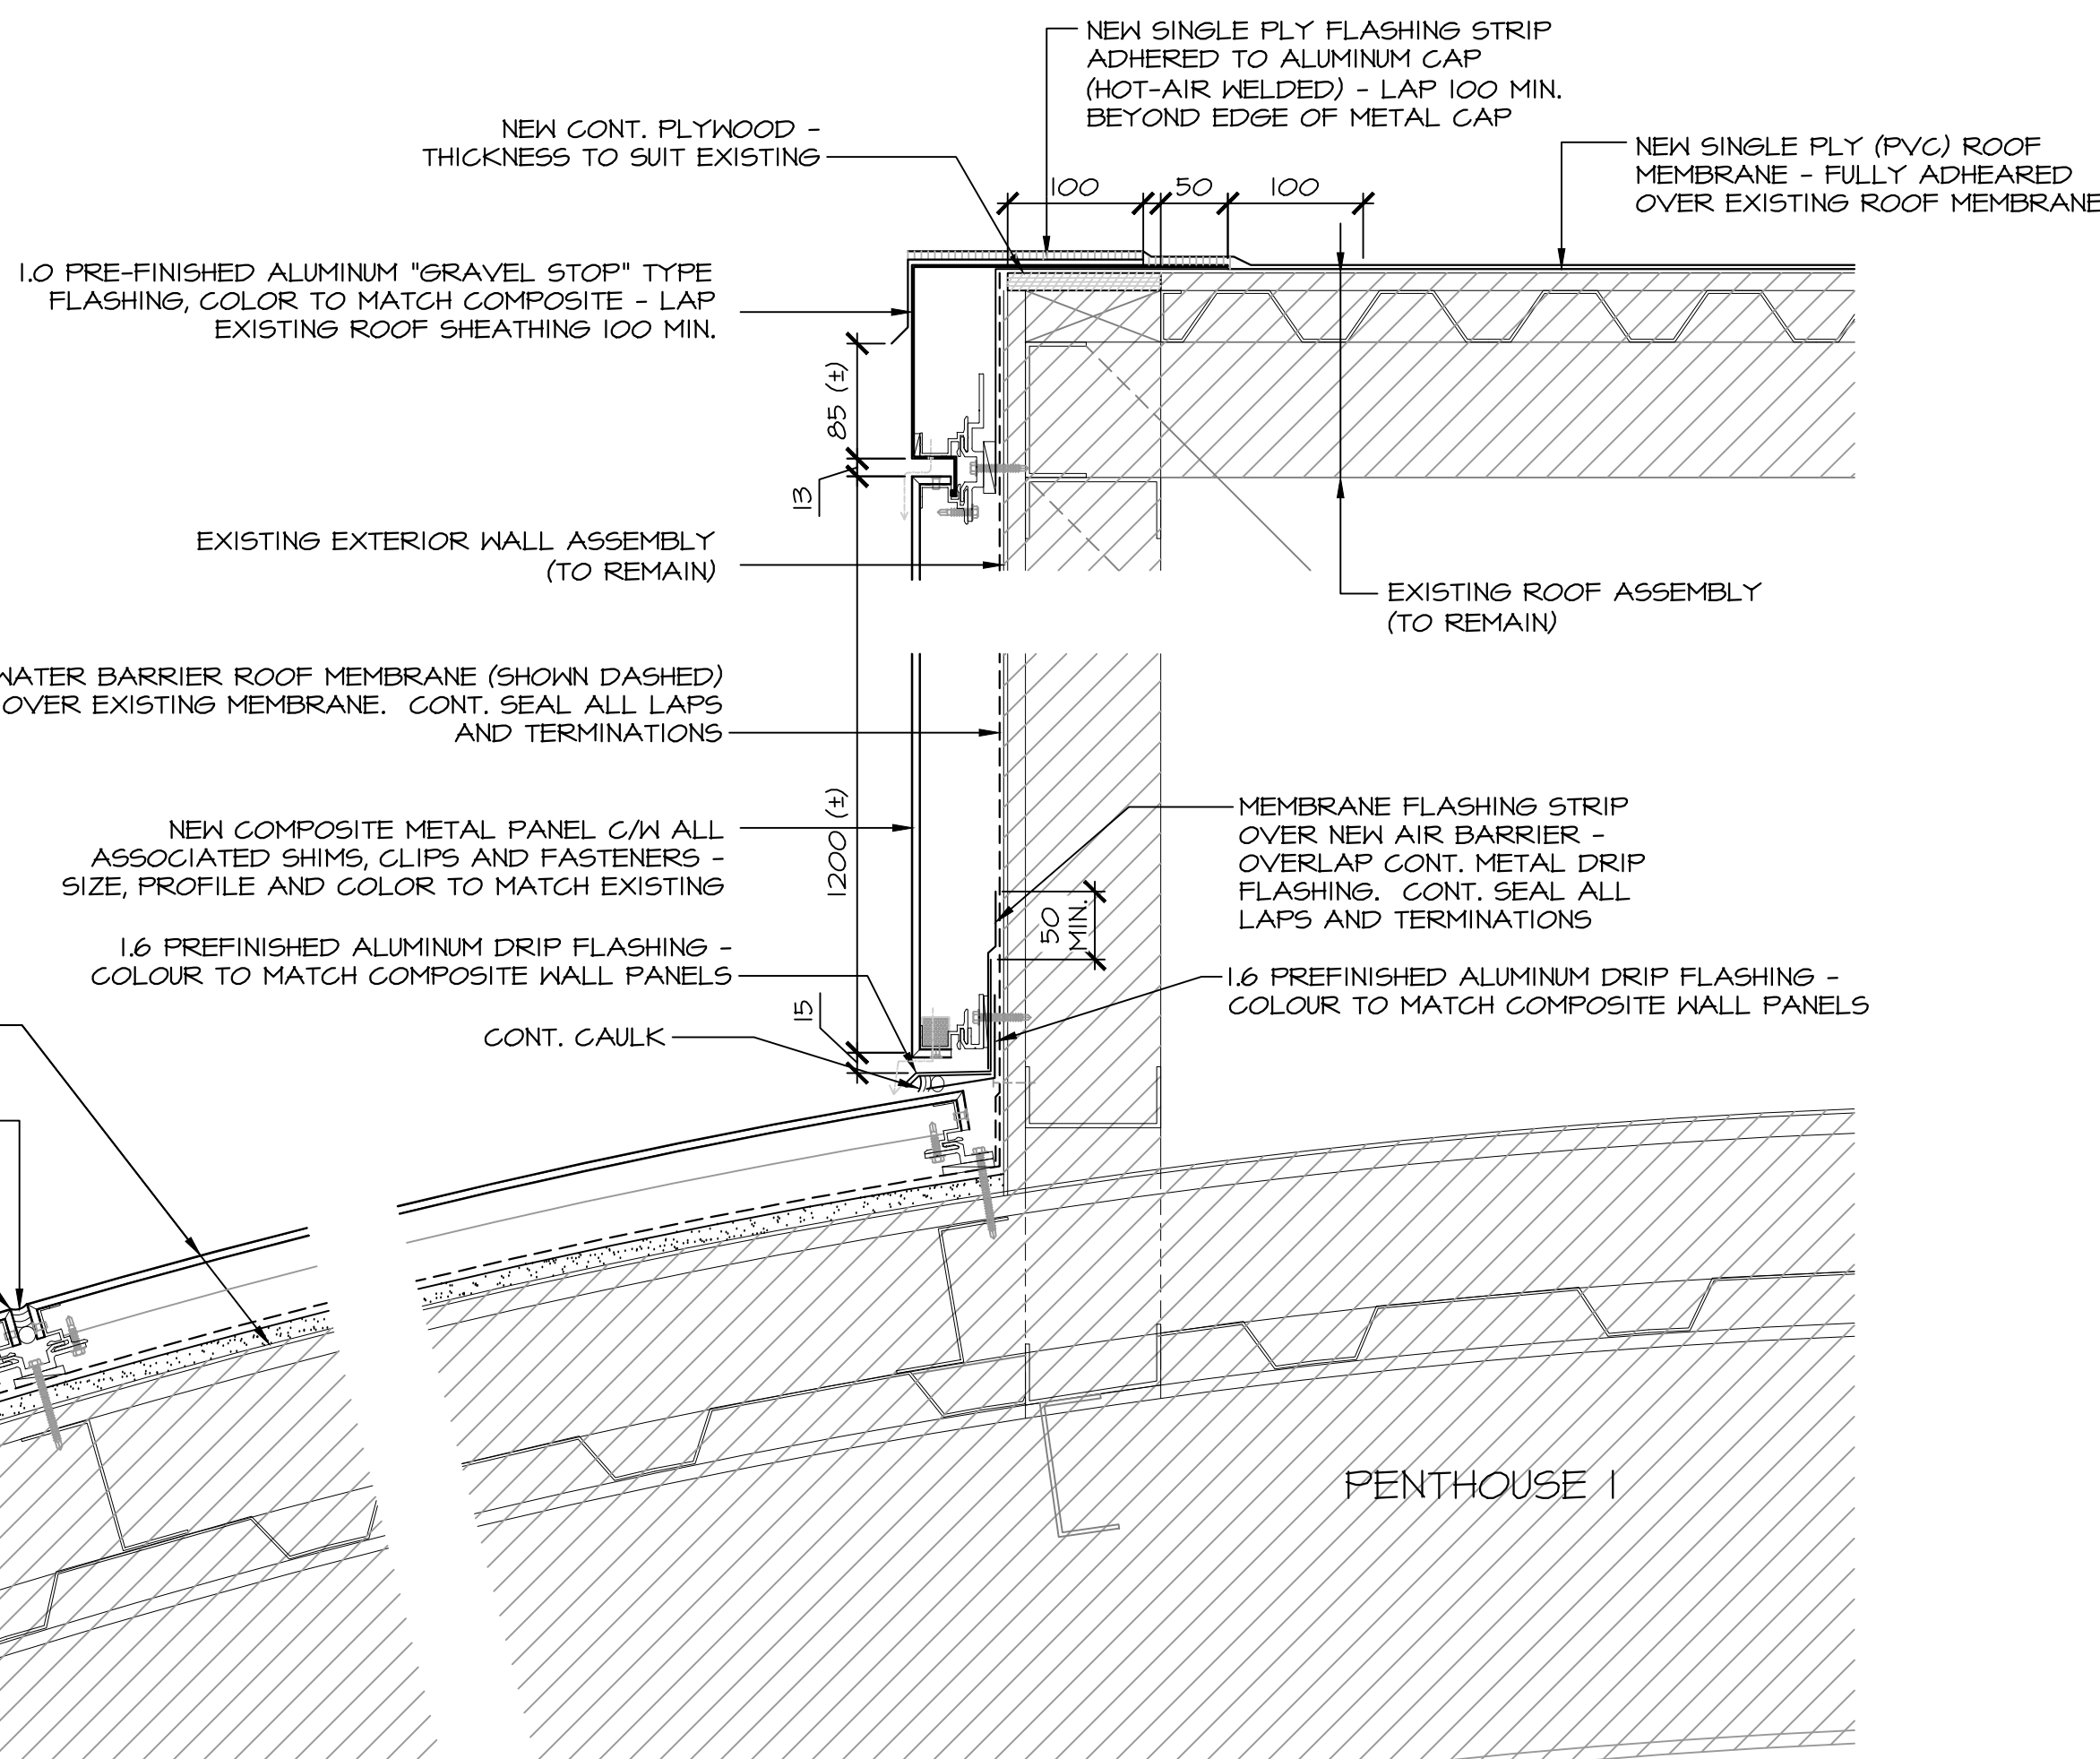 NEW SINGLE PLY FLASHING STRIP
ADHERED TO ALUMINUM CAP
(HOT-AIR WELDED) - LAP 100 MIN.
BEYOND EDGE OF METAL CAP
NEW CONT. PLYWOOD -
THICKNESS TO SUIT EXISTING
NEW SINGLE PLY (PVC) ROOF
MEMBRANE - FULLY ADHEARED
OVER EXISTING ROOF MEMBRANE
100 50 100
1.0 PRE-FINISHED ALUMINUM "GRAVEL STOP" TYPE
FLASHING, COLOR TO MATCH COMPOSITE - LAP
EXISTING ROOF SHEATHING 100 MIN.
85 (±)
13
EXISTING EXTERIOR WALL ASSEMBLY
(TO REMAIN)
EXISTING ROOF ASSEMBLY
(TO REMAIN)
WATER BARRIER ROOF MEMBRANE (SHOWN DASHED)
OVER EXISTING MEMBRANE. CONT. SEAL ALL LAPS
AND TERMINATIONS
1200 (±)
NEW COMPOSITE METAL PANEL C/W ALL
ASSOCIATED SHIMS, CLIPS AND FASTENERS -
SIZE, PROFILE AND COLOR TO MATCH EXISTING
MEMBRANE FLASHING STRIP
OVER NEW AIR BARRIER -
OVERLAP CONT. METAL DRIP
FLASHING. CONT. SEAL ALL
LAPS AND TERMINATIONS
50
MIN.
1.6 PREFINISHED ALUMINUM DRIP FLASHING -
COLOUR TO MATCH COMPOSITE WALL PANELS
1.6 PREFINISHED ALUMINUM DRIP FLASHING -
COLOUR TO MATCH COMPOSITE WALL PANELS
15
CONT. CAULK
PENTHOUSE 1